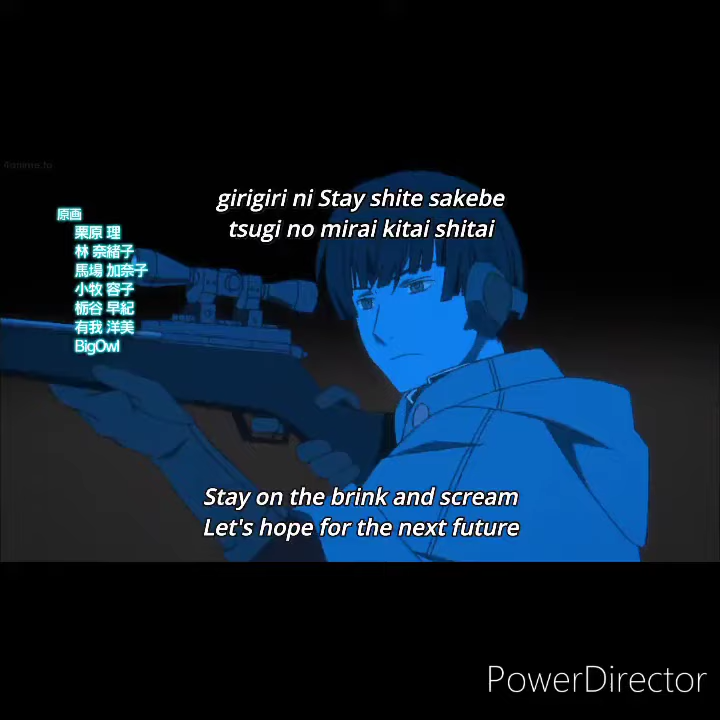 4anime.to
girigiri ni Stay shite sakebe
tsugi no mirai kitai shitai
原画
栗原 理
林 奈緒子
馬場 加奈子
小牧 容子
栃谷 早紀
有我 洋美
BigOwl
Stay on the brink and scream
Let's hope for the next future
PowerDirector